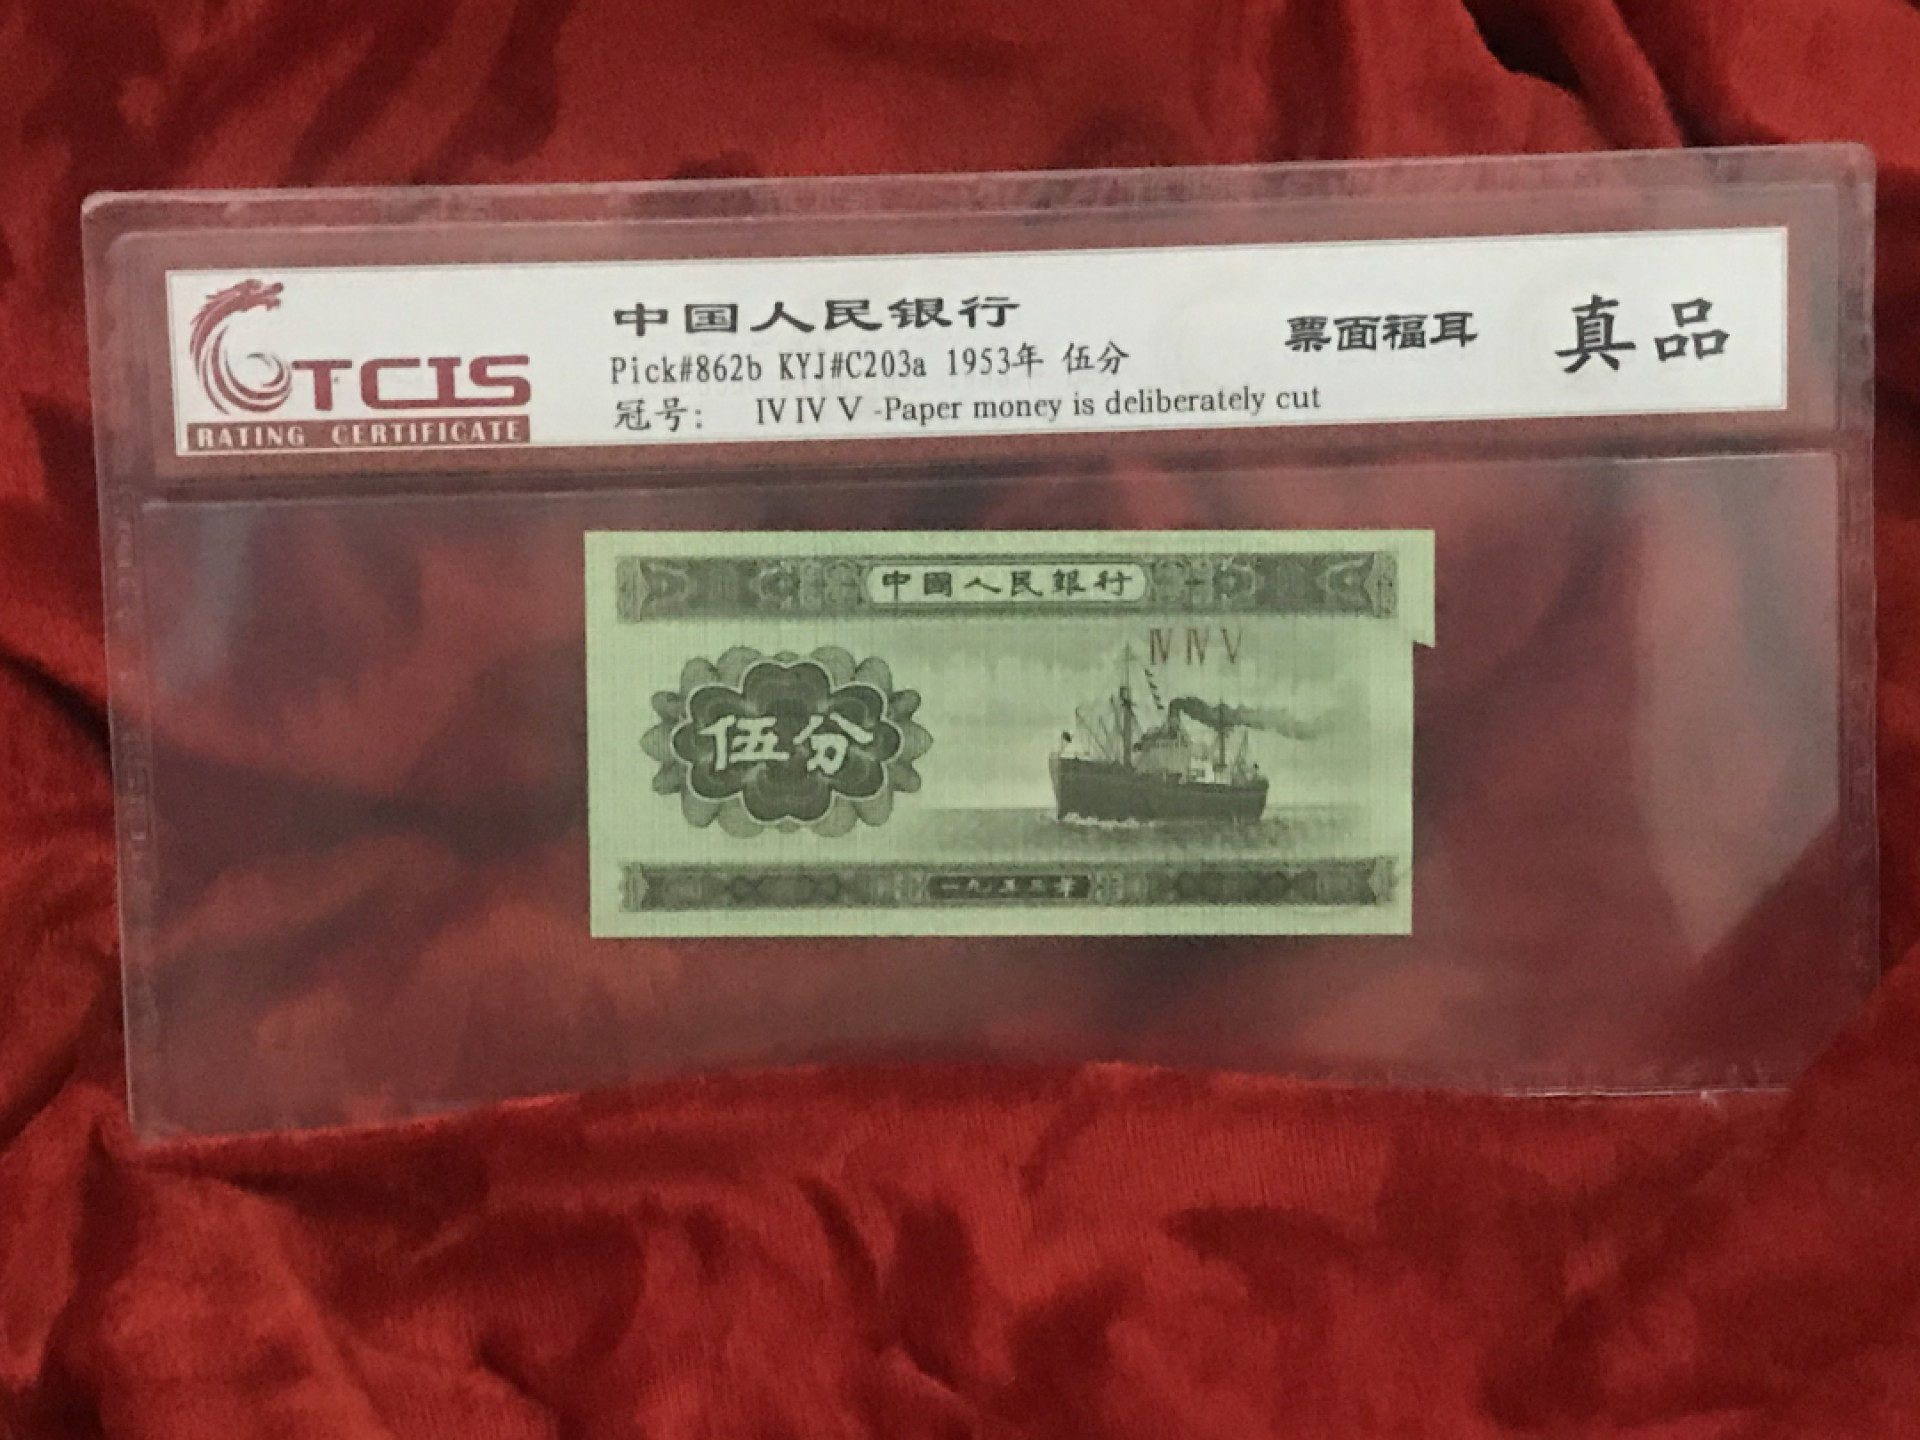 TCIS
RATING CERTIFICATE
中国人民银行
Pick#862b KYJ#C203a 1953年 伍分
冠号: IV IV V -Paper money is deliberately cut
票面福耳
真品
中國人民銀行
IV IV V
伍分
一九五三年